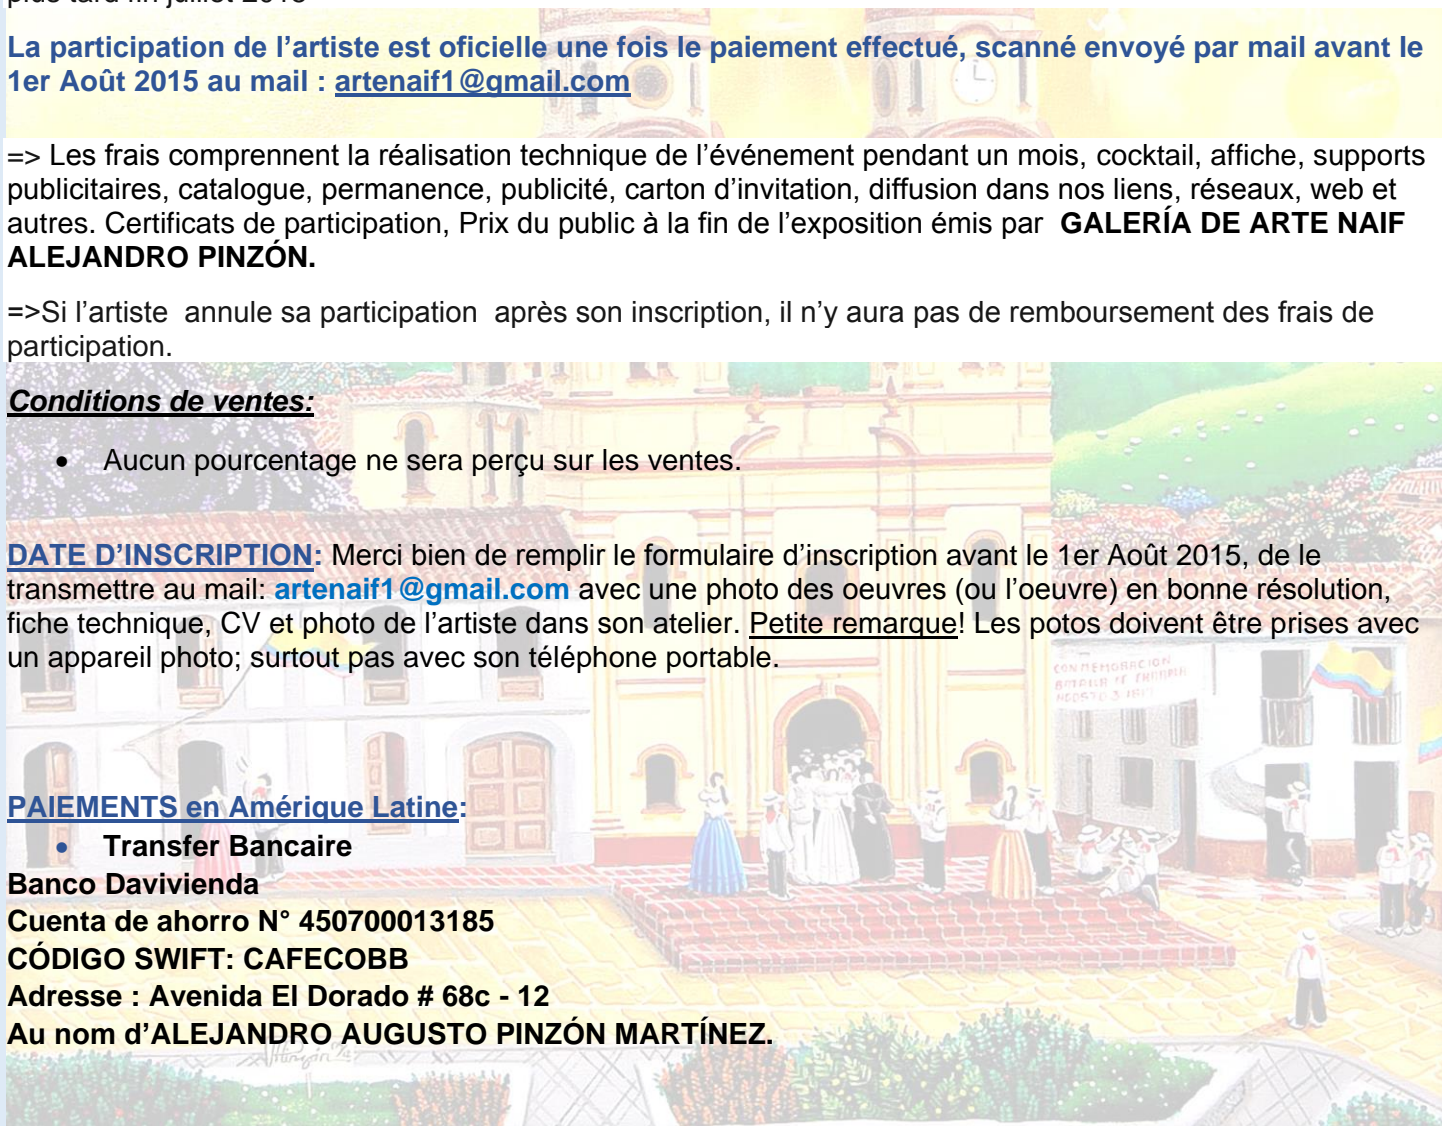 La participation de l’artiste est oficielle une fois le paiement effectué, scanné envoyé par mail avant le
1er Août 2015 au mail : artenaif1@gmail.com
=> Les frais comprennent la réalisation technique de l’événement pendant un mois, cocktail, affiche, supports
publicitaires, catalogue, permanence, publicité, carton d’invitation, diffusion dans nos liens, réseaux, web et
autres. Certificats de participation, Prix du public à la fin de l’exposition émis par GALERÍA DE ARTE NAIF
ALEJANDRO PINZÓN.
=>Si l’artiste annule sa participation après son inscription, il n’y aura pas de remboursement des frais de
participation.
Conditions de ventes:
• Aucun pourcentage ne sera perçu sur les ventes.
DATE D’INSCRIPTION: Merci bien de remplir le formulaire d’inscription avant le 1er Août 2015, de le
transmettre au mail: artenaif1@gmail.com avec une photo des oeuvres (ou l’oeuvre) en bonne résolution,
fiche technique, CV et photo de l’artiste dans son atelier. Petite remarque! Les potos doivent être prises avec
un appareil photo; surtout pas avec son téléphone portable.
CONMEMORACION
AGOSTO 3
PAIEMENTS en Amérique Latine:
• Transfer Bancaire
Banco Davivienda
Cuenta de ahorro N° 450700013185
CÓDIGO SWIFT: CAFECOBB
Adresse : Avenida El Dorado # 68c - 12
Au nom d’ALEJANDRO AUGUSTO PINZÓN MARTÍNEZ.